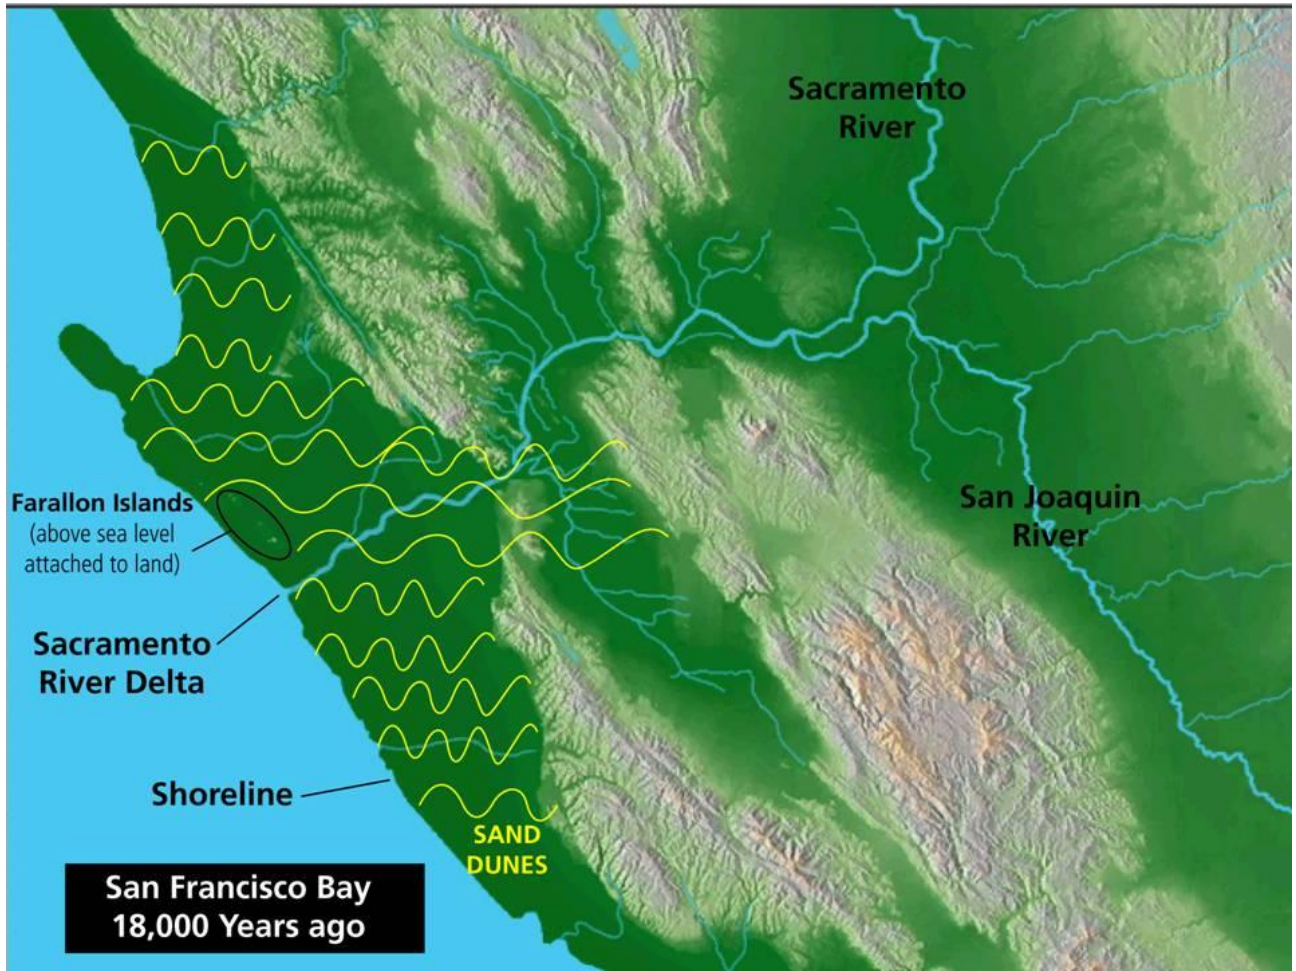 Sacramento
River
Farallon Islands
(above sea level
attached to land)
San Joaquin
River
Sacramento
River Delta
Shoreline
SAND
DUNES
San Francisco Bay
18,000 Years ago